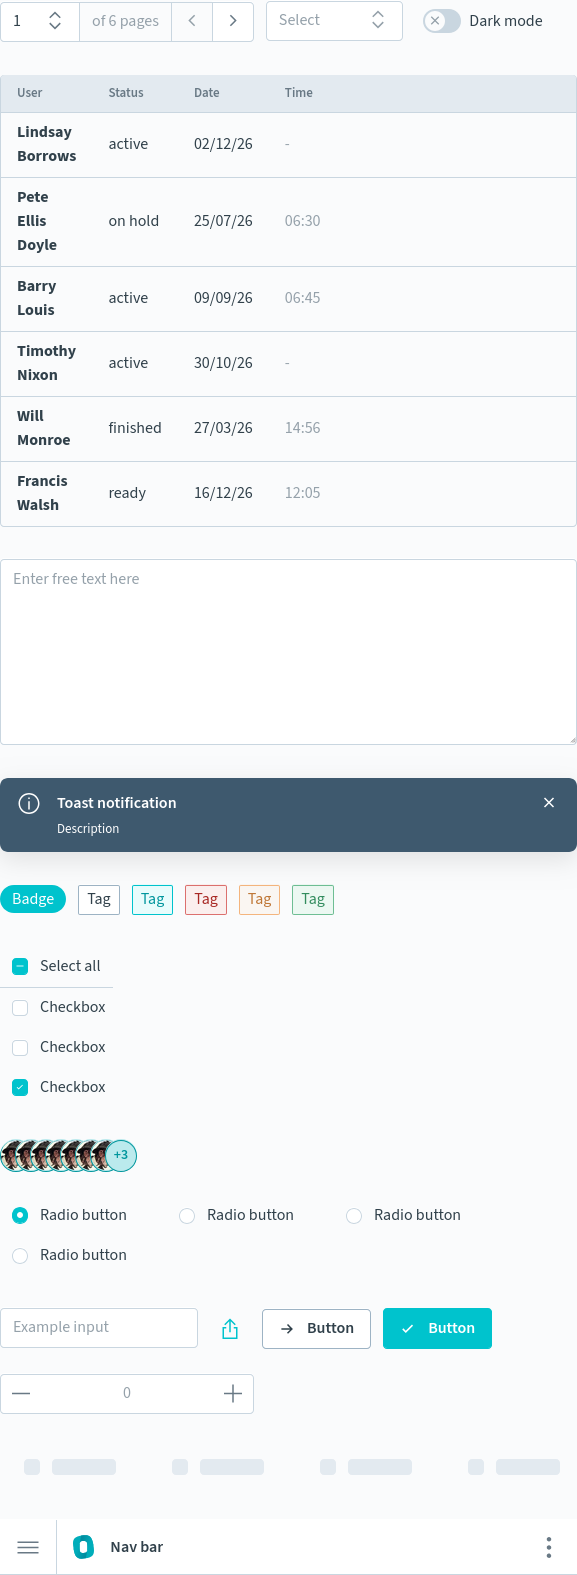 1 of 6 pages Select Dark mode
User Status Date Time
Lindsay Borrows active 02/12/26 -
Pete Ellis Doyle on hold 25/07/26 06:30
Barry Louis active 09/09/26 06:45
Timothy Nixon active 30/10/26 -
Will Monroe finished 27/03/26 14:56
Francis Walsh ready 16/12/26 12:05
Enter free text here
Toast notification
Description
Badge Tag Tag Tag Tag Tag
Select all
Checkbox
Checkbox
Checkbox
+3
Radio button Radio button Radio button
Radio button
Example input Button Button
0
Nav bar